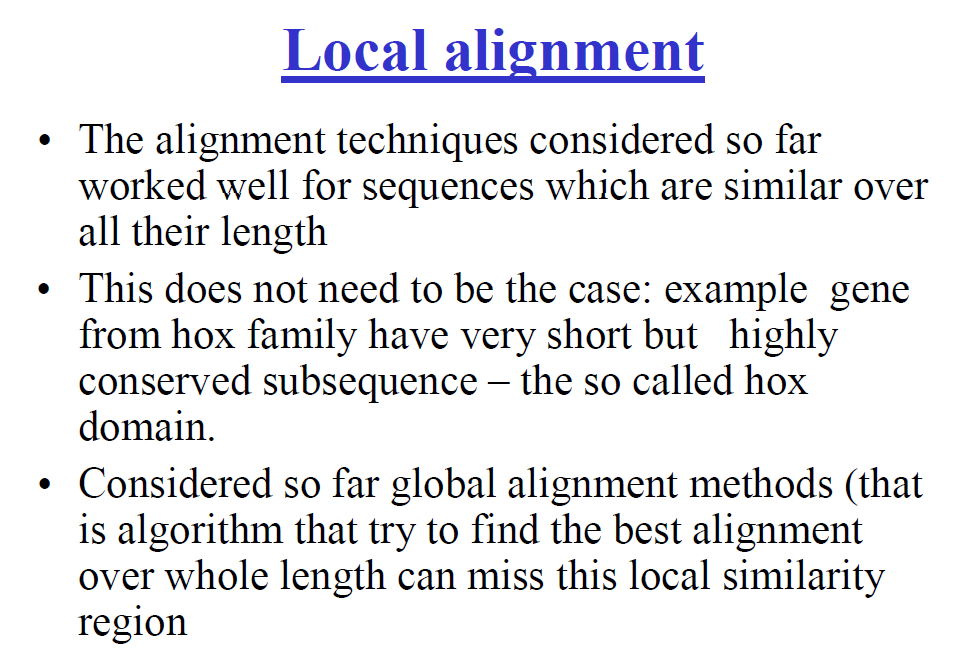 Local alignment
• The alignment techniques considered so far
worked well for sequences which are similar over
all their length
• This does not need to be the case: example  gene
from hox family have very short but   highly
conserved subsequence – the so called hox
domain.
• Considered so far global alignment methods (that
is algorithm that try to find the best alignment
over whole length can miss this local similarity
region